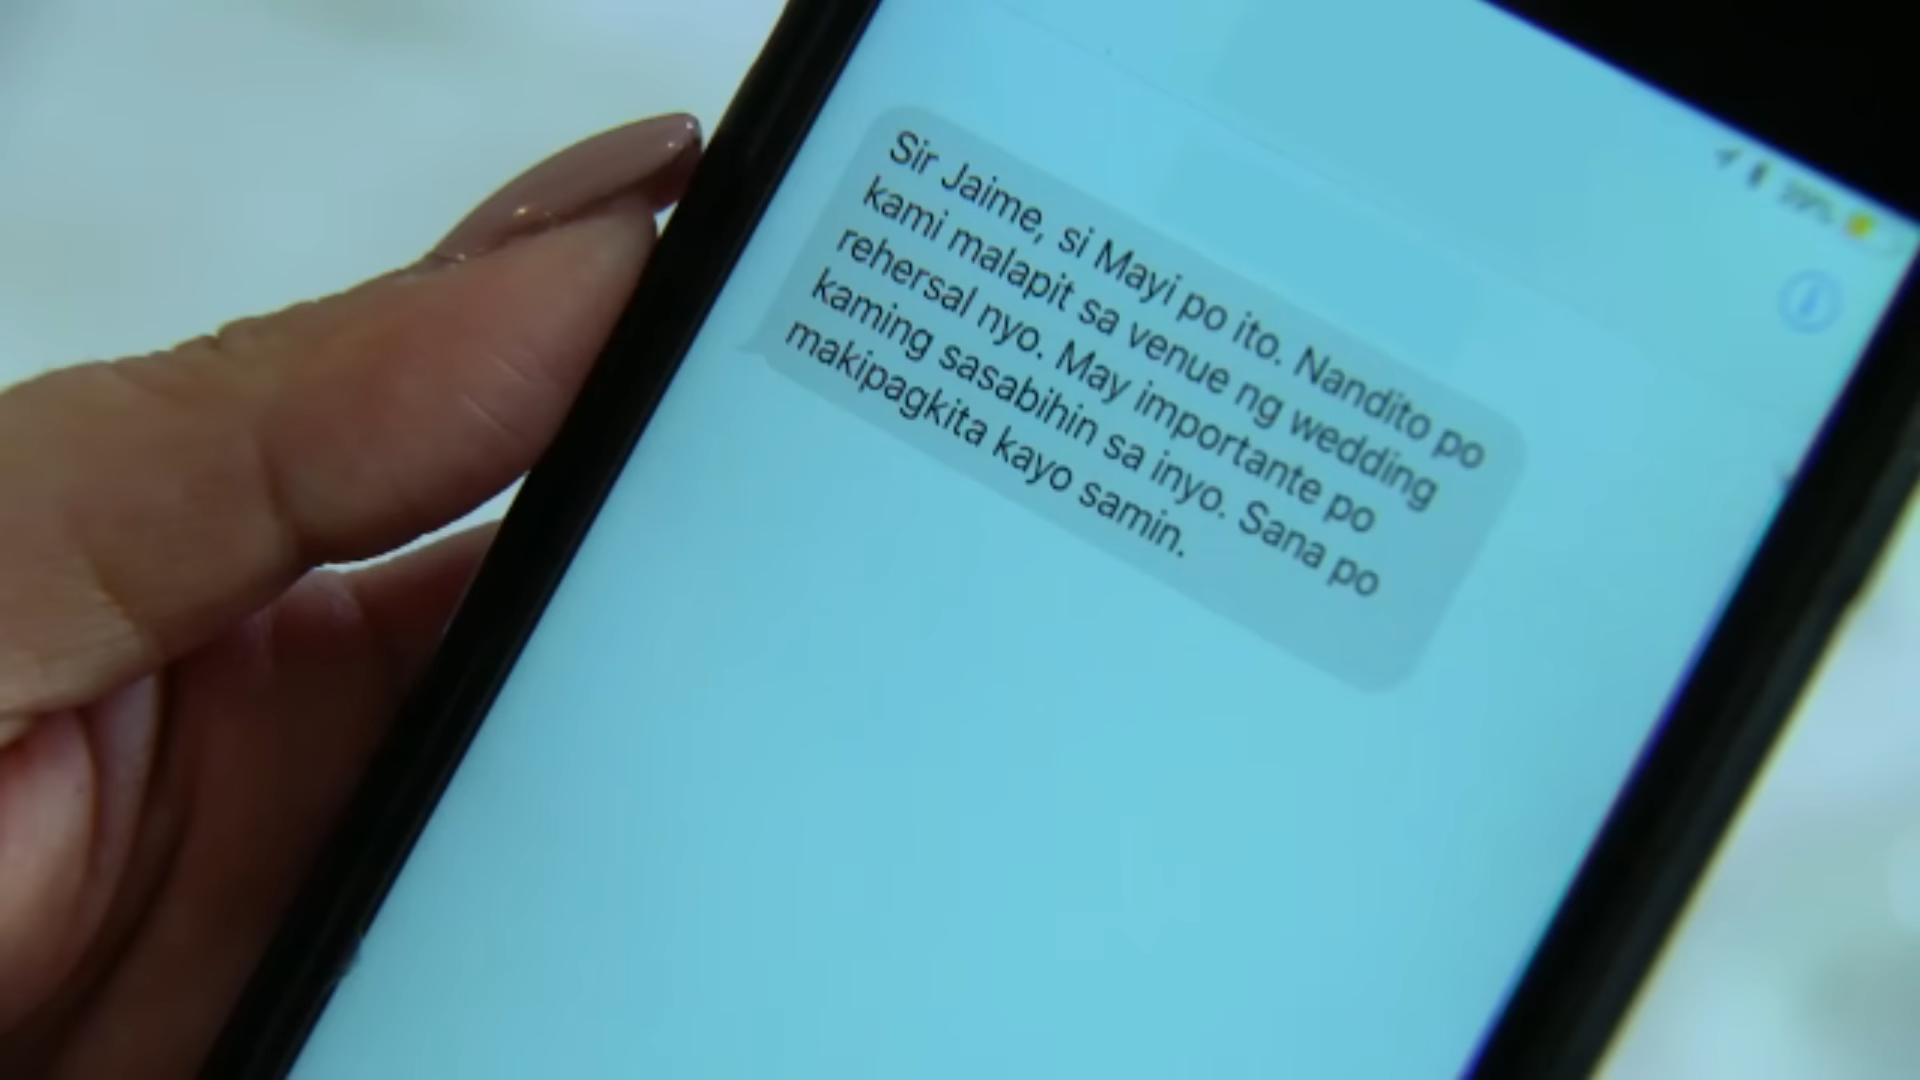 Sir Jaime, si Mayi po ito. Nandito po
kami malapit sa venue ng wedding
rehersal nyo. May importante po
kaming sasabihin sa inyo. Sana po
makipagkita kayo samin.